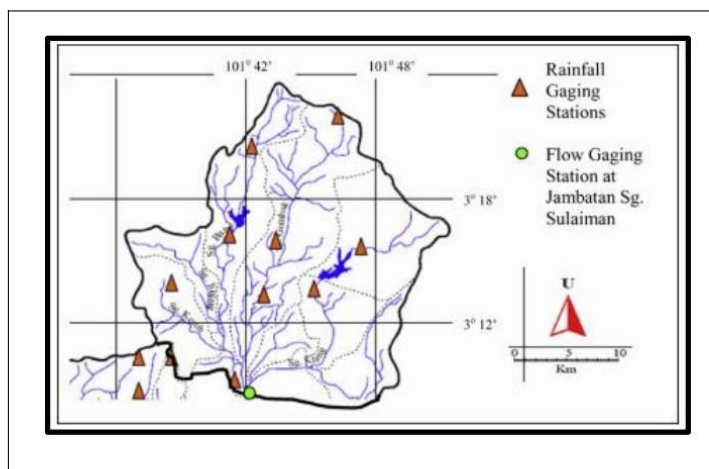 101° 42'
101° 48'
Rainfall
Gaging
Stations
Flow Gaging
Station at
Jambatan Sg.
Sulaiman
3° 18'
3° 12'
U
0 5 10
Km